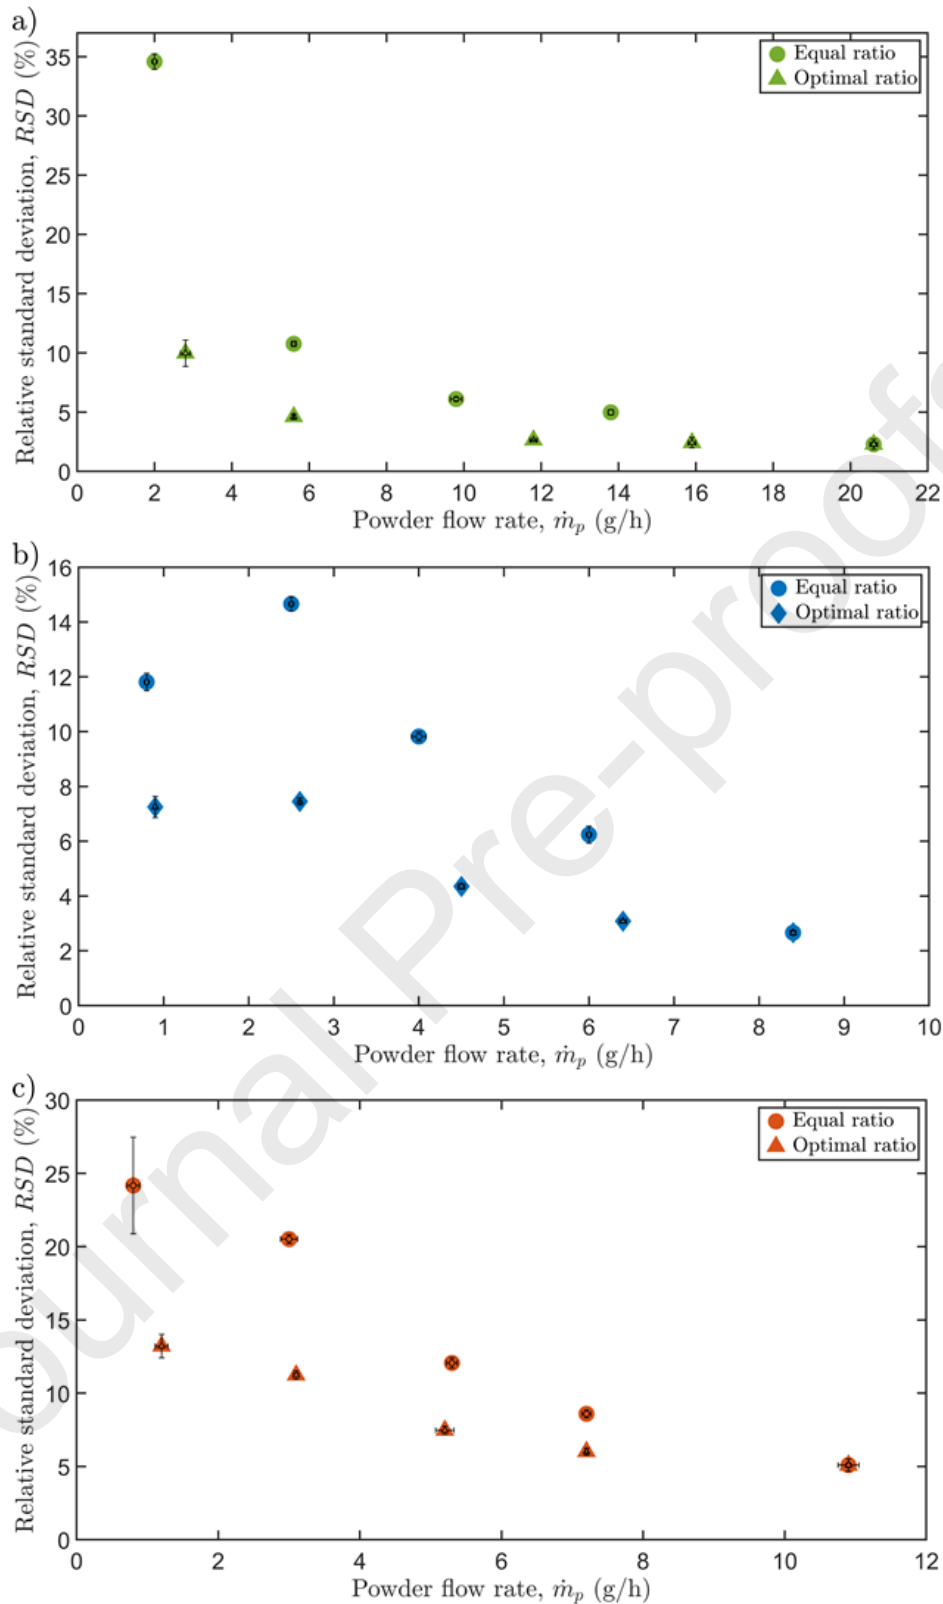 a)
Relative standard deviation, RSD (%)
35
30
25
20
15
10
5
0
Equal ratio
Optimal ratio
0 2 4 6 8 10 12 14 16 18 20 22
Powder flow rate, ṁp (g/h)
b)
Relative standard deviation, RSD (%)
16
14
12
10
8
6
4
2
0
Equal ratio
Optimal ratio
0 1 2 3 4 5 6 7 8 9 10
Powder flow rate, ṁp (g/h)
c)
Relative standard deviation, RSD (%)
30
25
20
15
10
5
0
Equal ratio
Optimal ratio
0 2 4 6 8 10 12
Powder flow rate, ṁp (g/h)
ournal Pre-proofs